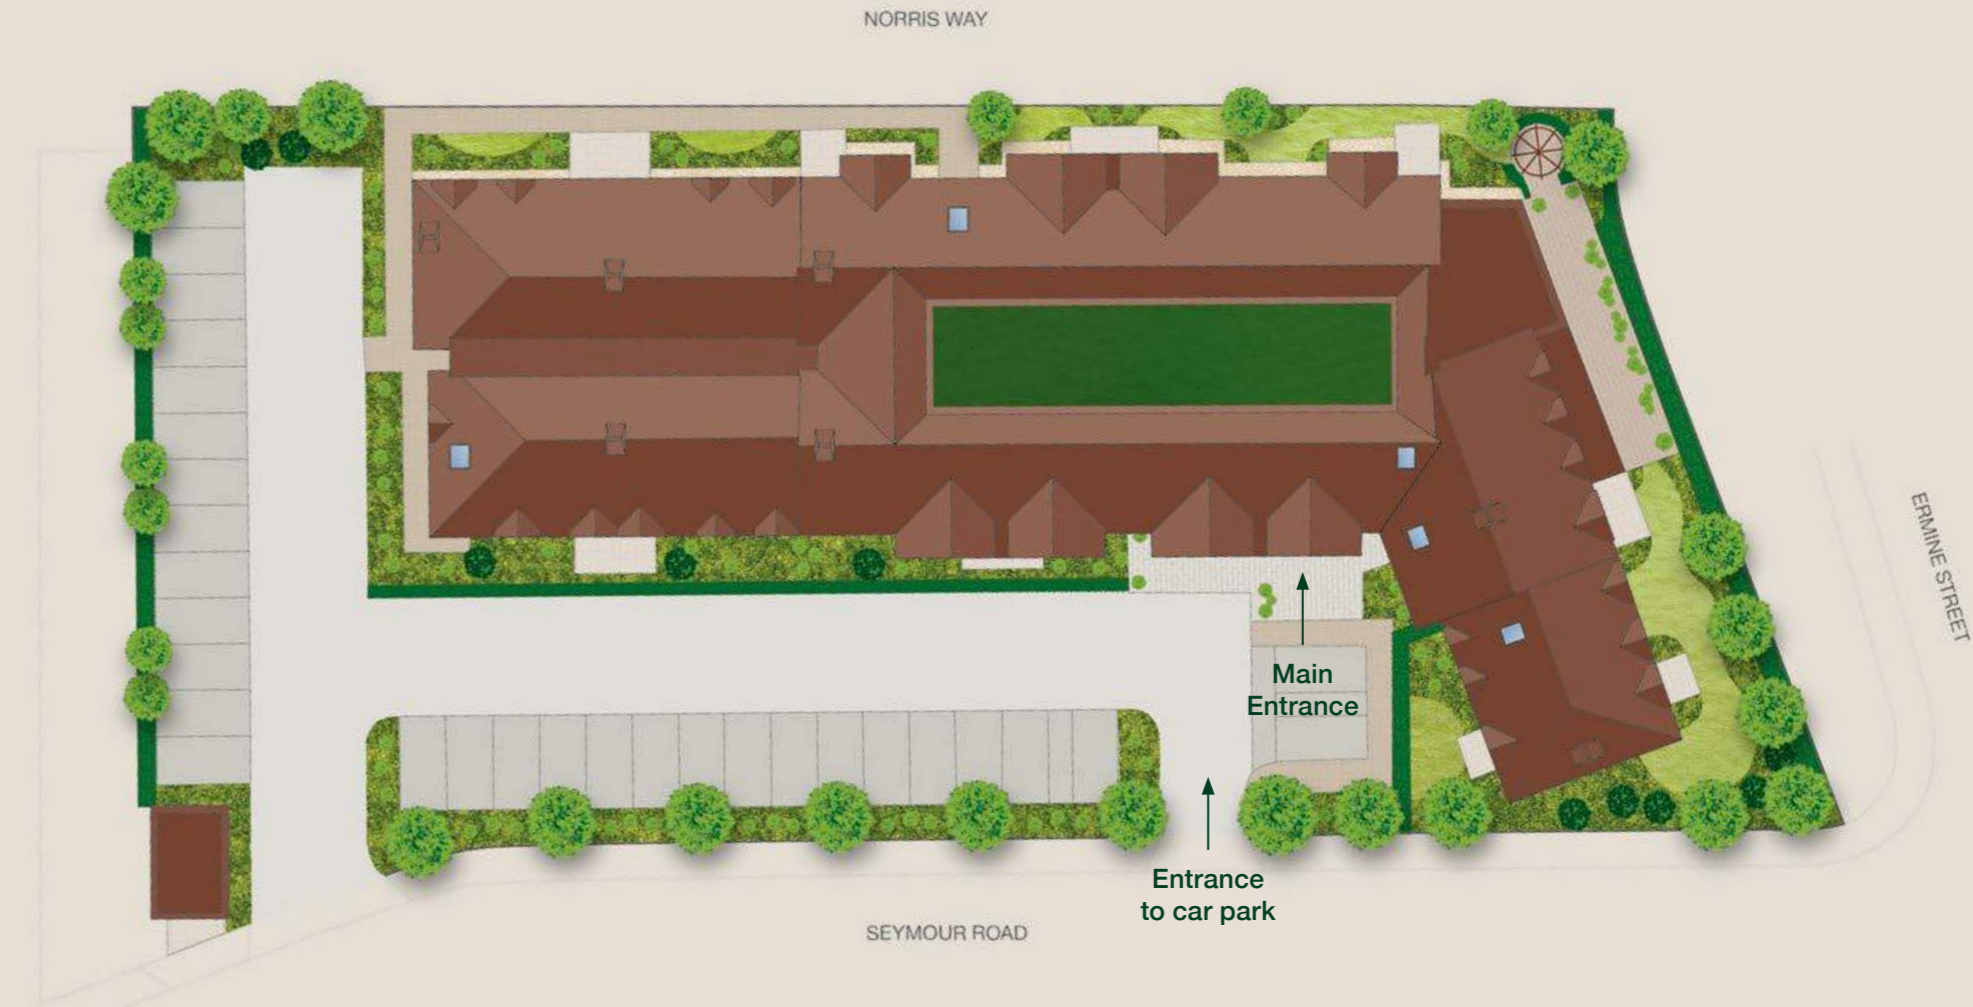 NORRIS WAY
ERMINE STREET
Main
Entrance
Entrance
to car park
SEYMOUR ROAD